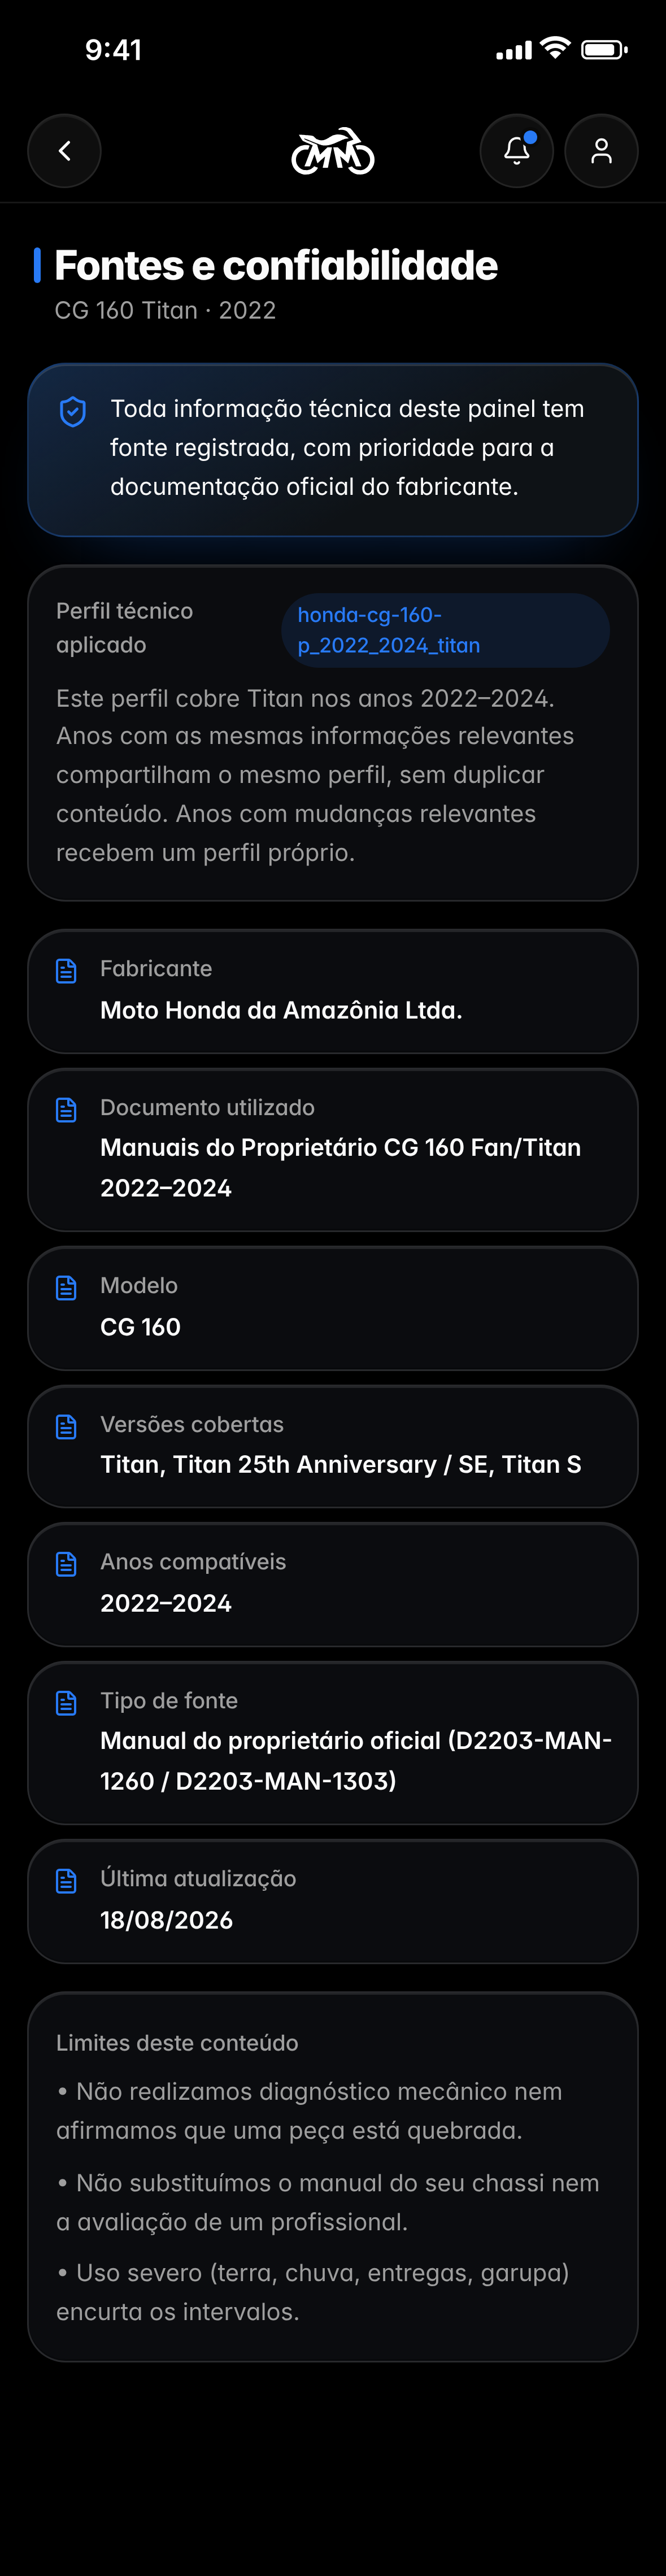 9:41
MM
Fontes e confiabilidade
CG 160 Titan · 2022
Toda informação técnica deste painel tem
fonte registrada, com prioridade para a
documentação oficial do fabricante.
Perfil técnico
aplicado
honda-cg-160-
p_2022_2024_titan
Este perfil cobre Titan nos anos 2022–2024.
Anos com as mesmas informações relevantes
compartilham o mesmo perfil, sem duplicar
conteúdo. Anos com mudanças relevantes
recebem um perfil próprio.
Fabricante
Moto Honda da Amazônia Ltda.
Documento utilizado
Manuais do Proprietário CG 160 Fan/Titan
2022–2024
Modelo
CG 160
Versões cobertas
Titan, Titan 25th Anniversary / SE, Titan S
Anos compatíveis
2022–2024
Tipo de fonte
Manual do proprietário oficial (D2203-MAN-
1260 / D2203-MAN-1303)
Última atualização
18/08/2026
Limites deste conteúdo
• Não realizamos diagnóstico mecânico nem
afirmamos que uma peça está quebrada.
• Não substituímos o manual do seu chassi nem
a avaliação de um profissional.
• Uso severo (terra, chuva, entregas, garupa)
encurta os intervalos.